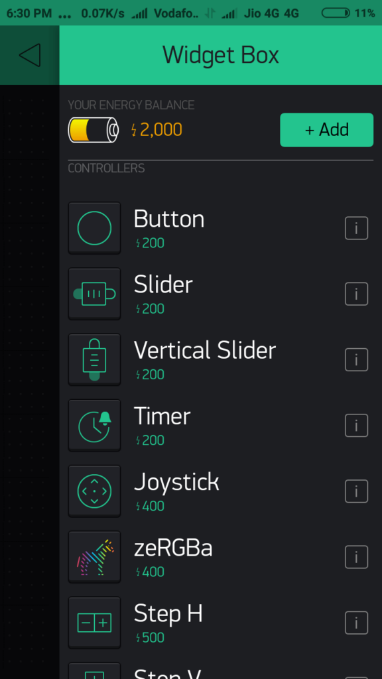 6:30 PM ... 0.07K/s Vodafo.. Jio 4G 4G 11%
Widget Box
YOUR ENERGY BALANCE
2,000
+ Add
CONTROLLERS
Button
200
i
Slider
200
i
Vertical Slider
200
i
Timer
200
i
Joystick
400
i
zeRGBa
400
i
Step H
500
i
Step V